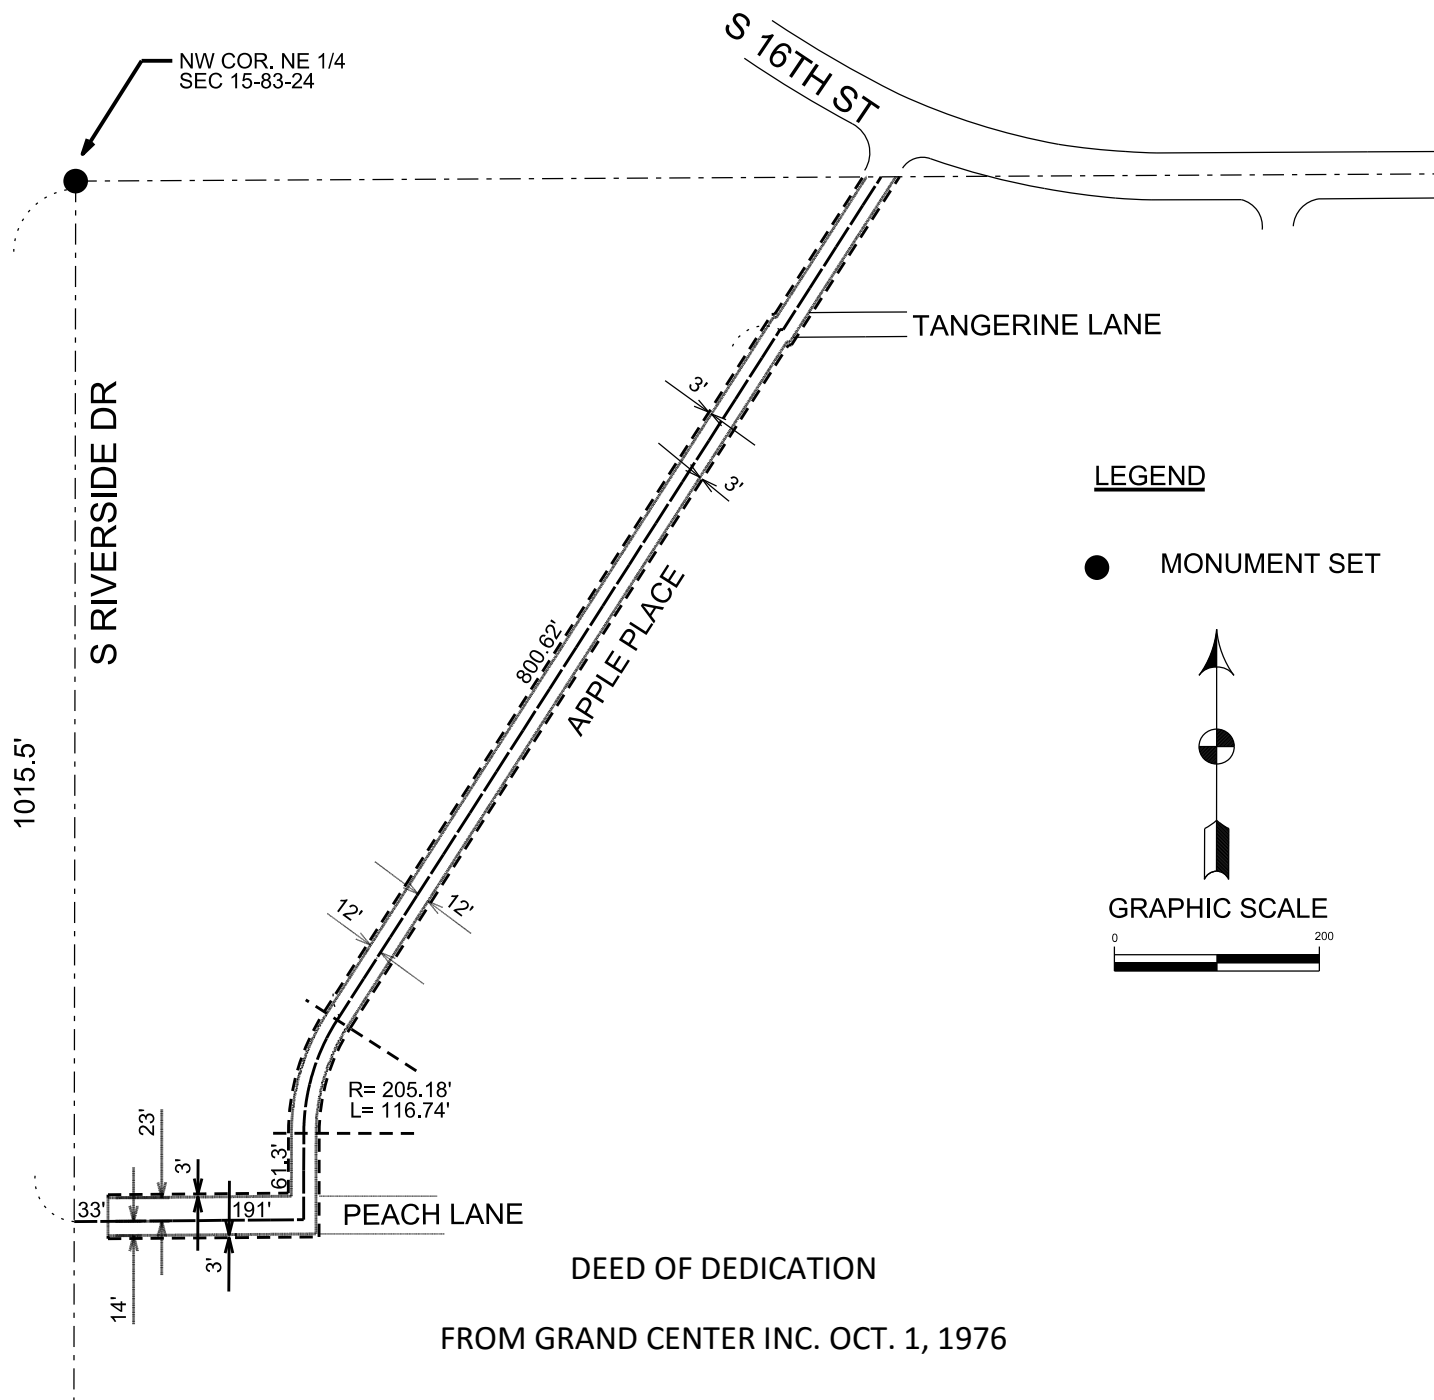 S 16TH ST
NW COR. NE 1/4
SEC 15-83-24
TANGERINE LANE
S RIVERSIDE DR
3'
3'
LEGEND
MONUMENT SET
800.62'
APPLE PLACE
1015.5'
12'
12'
GRAPHIC SCALE
0 200
R= 205.18'
L= 116.74'
23'
3'
61.3'
33'
191'
PEACH LANE
3'
14'
DEED OF DEDICATION
FROM GRAND CENTER INC. OCT. 1, 1976